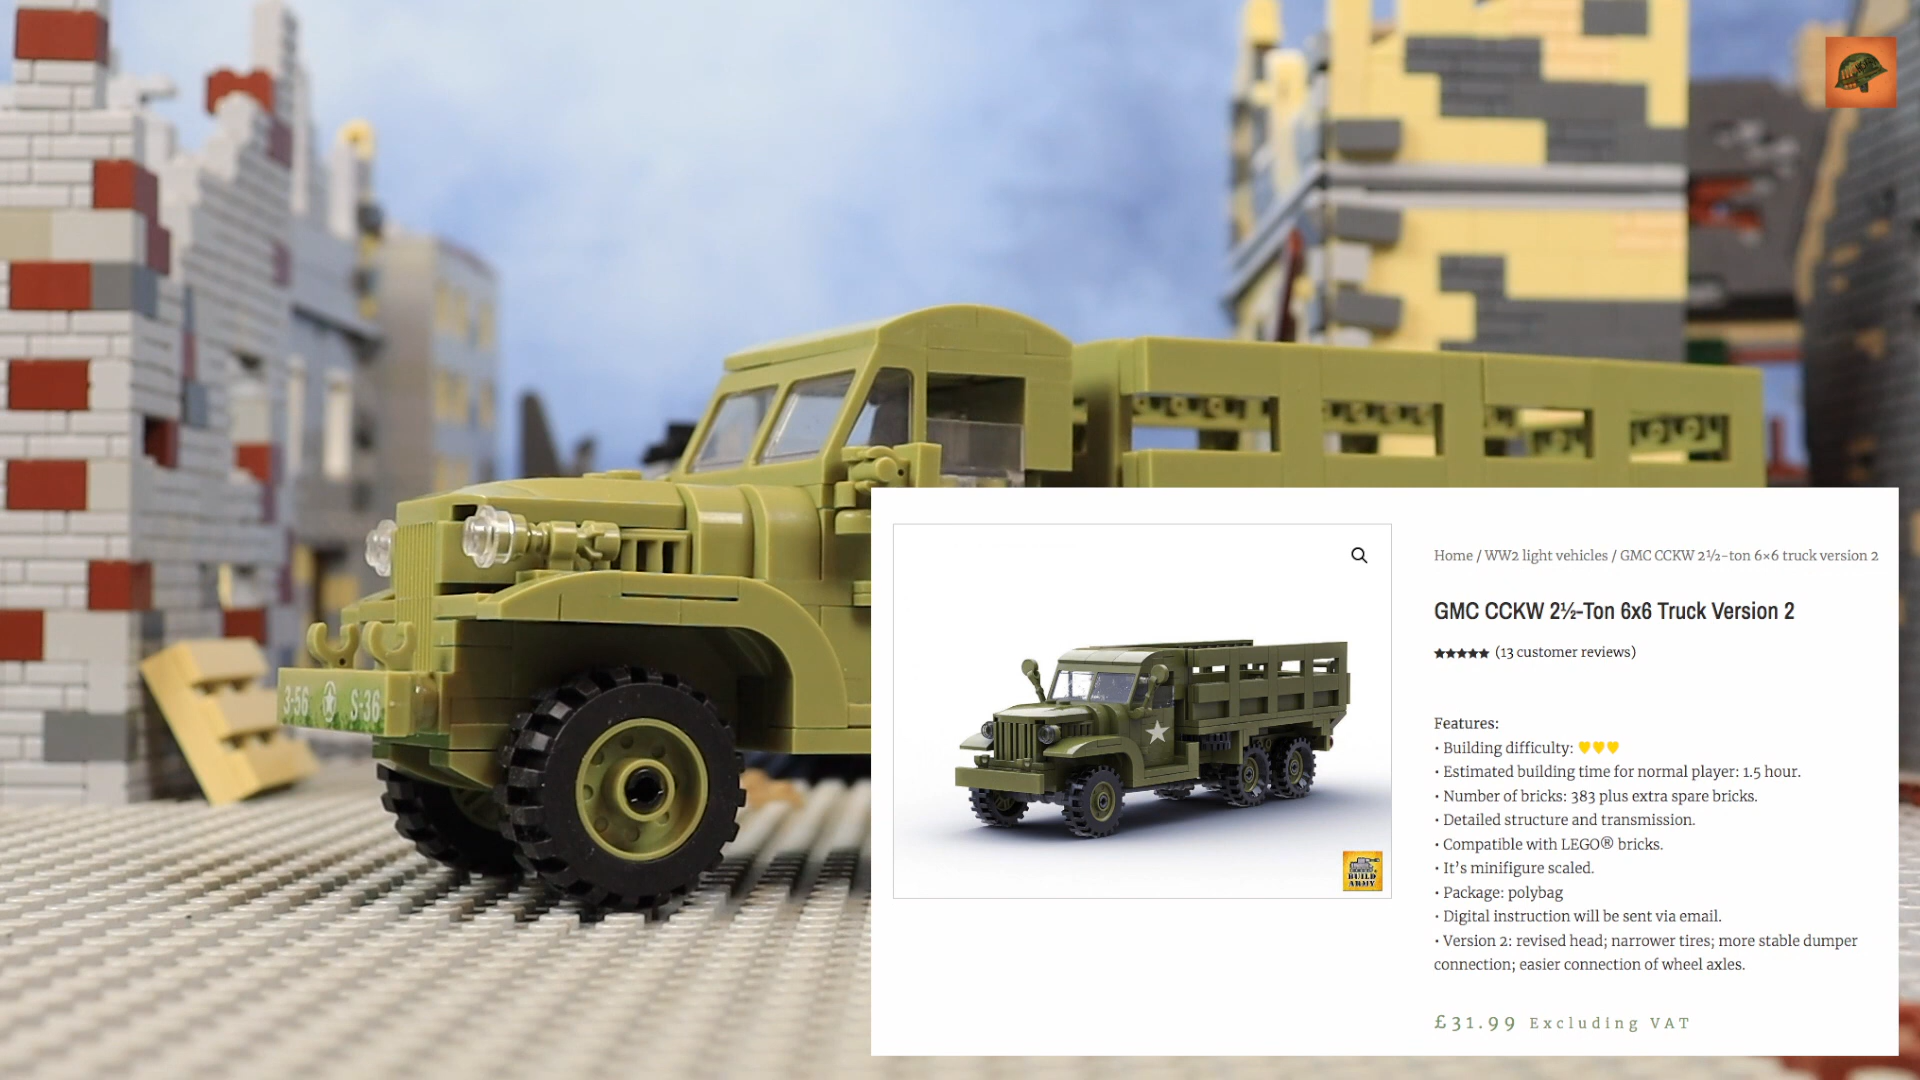 3-56 S-36
Home / WW2 light vehicles / GMC CCKW 2½-ton 6×6 truck version 2
GMC CCKW 2½-Ton 6x6 Truck Version 2
★★★★★ (13 customer reviews)
Features:
• Building difficulty: 💛💛💛
• Estimated building time for normal player: 1.5 hour.
• Number of bricks: 383 plus extra spare bricks.
• Detailed structure and transmission.
• Compatible with LEGO® bricks.
• It's minifigure scaled.
• Package: polybag
• Digital instruction will be sent via email.
• Version 2: revised head; narrower tires; more stable dumper
connection; easier connection of wheel axles.
£31.99 Excluding VAT
BUILD
ARMY